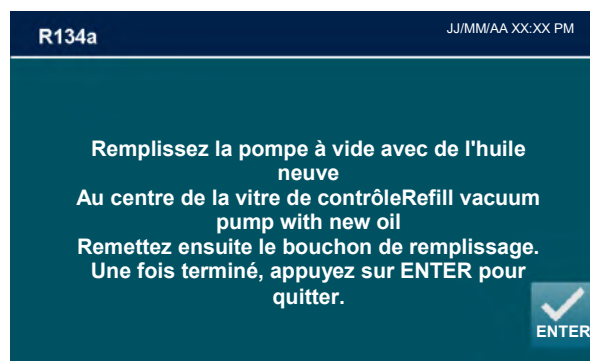 R134a
JJ/MM/AA XX:XX PM
Remplissez la pompe à vide avec de l'huile
neuve
Au centre de la vitre de contrôleRefill vacuum
pump with new oil
Remettez ensuite le bouchon de remplissage.
Une fois terminé, appuyez sur ENTER pour
quitter.
ENTER